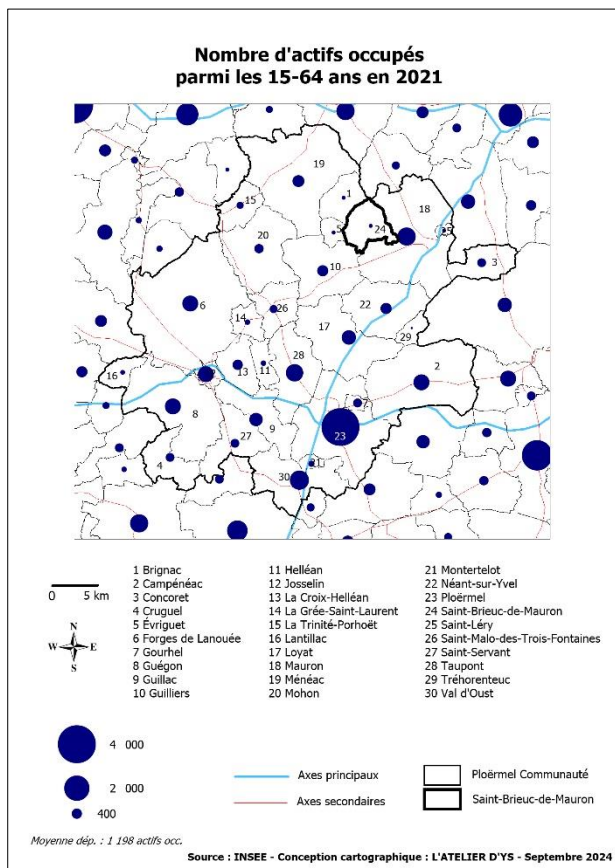 Nombre d'actifs occupés
parmi les 15-64 ans en 2021
19
1
15
18
24
25
20
3
10
6
26
22
14
17
29
16
13
11
28
2
7
8
9
27
23
4
21
30
0 5 km
N
W E
S
1 Brignac
2 Campénéac
3 Concoret
4 Cruguel
5 Évriguet
6 Forges de Lanouée
7 Gourhel
8 Guégon
9 Guillac
10 Guilliers
11 Helléan
12 Josselin
13 La Croix-Helléan
14 La Grée-Saint-Laurent
15 La Trinité-Porhoët
16 Lantillac
17 Loyat
18 Mauron
19 Ménéac
20 Mohon
21 Montertelot
22 Néant-sur-Yvel
23 Ploërmel
24 Saint-Brieuc-de-Mauron
25 Saint-Léry
26 Saint-Malo-des-Trois-Fontaines
27 Saint-Servant
28 Taupont
29 Tréhorenteuc
30 Val d'Oust
4 000
2 000
400
Axes principaux
Axes secondaires
Ploërmel Communauté
Saint-Brieuc-de-Mauron
Moyenne dép. : 1 198 actifs occ.
Source : INSEE - Conception cartographique : L'ATELIER D'YS - Septembre 2024